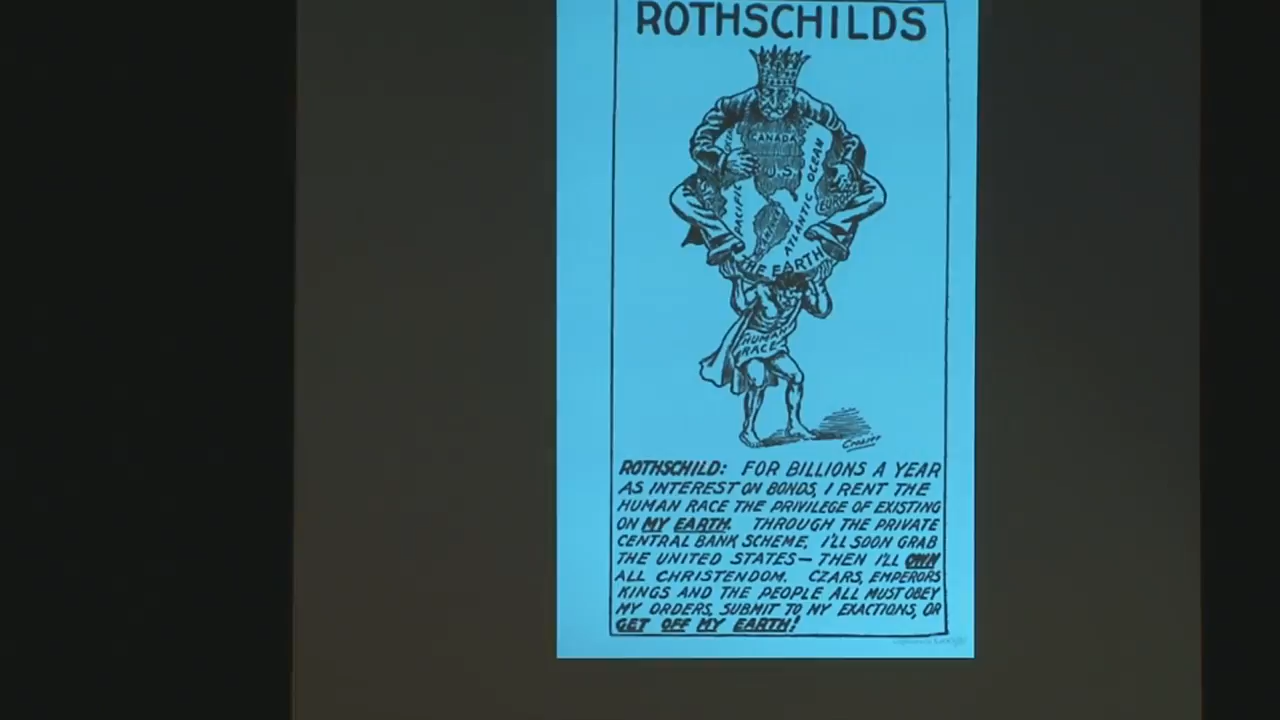 ROTHSCHILDS
CANADA
U.S.
PACIFIC
ATLANTIC OCEAN
THE EARTH
HUMAN
RACE
ROTHSCHILD: FOR BILLIONS A YEAR
AS INTEREST ON BONDS, I RENT THE
HUMAN RACE THE PRIVILEGE OF EXISTING
ON MY EARTH. THROUGH THE PRIVATE
CENTRAL BANK SCHEME, I'LL SOON GRAB
THE UNITED STATES— THEN I'LL OWN
ALL CHRISTENDOM. CZARS, EMPERORS
KINGS AND THE PEOPLE ALL MUST OBEY
MY ORDERS, SUBMIT TO MY EXACTIONS, OR
GET OFF MY EARTH!